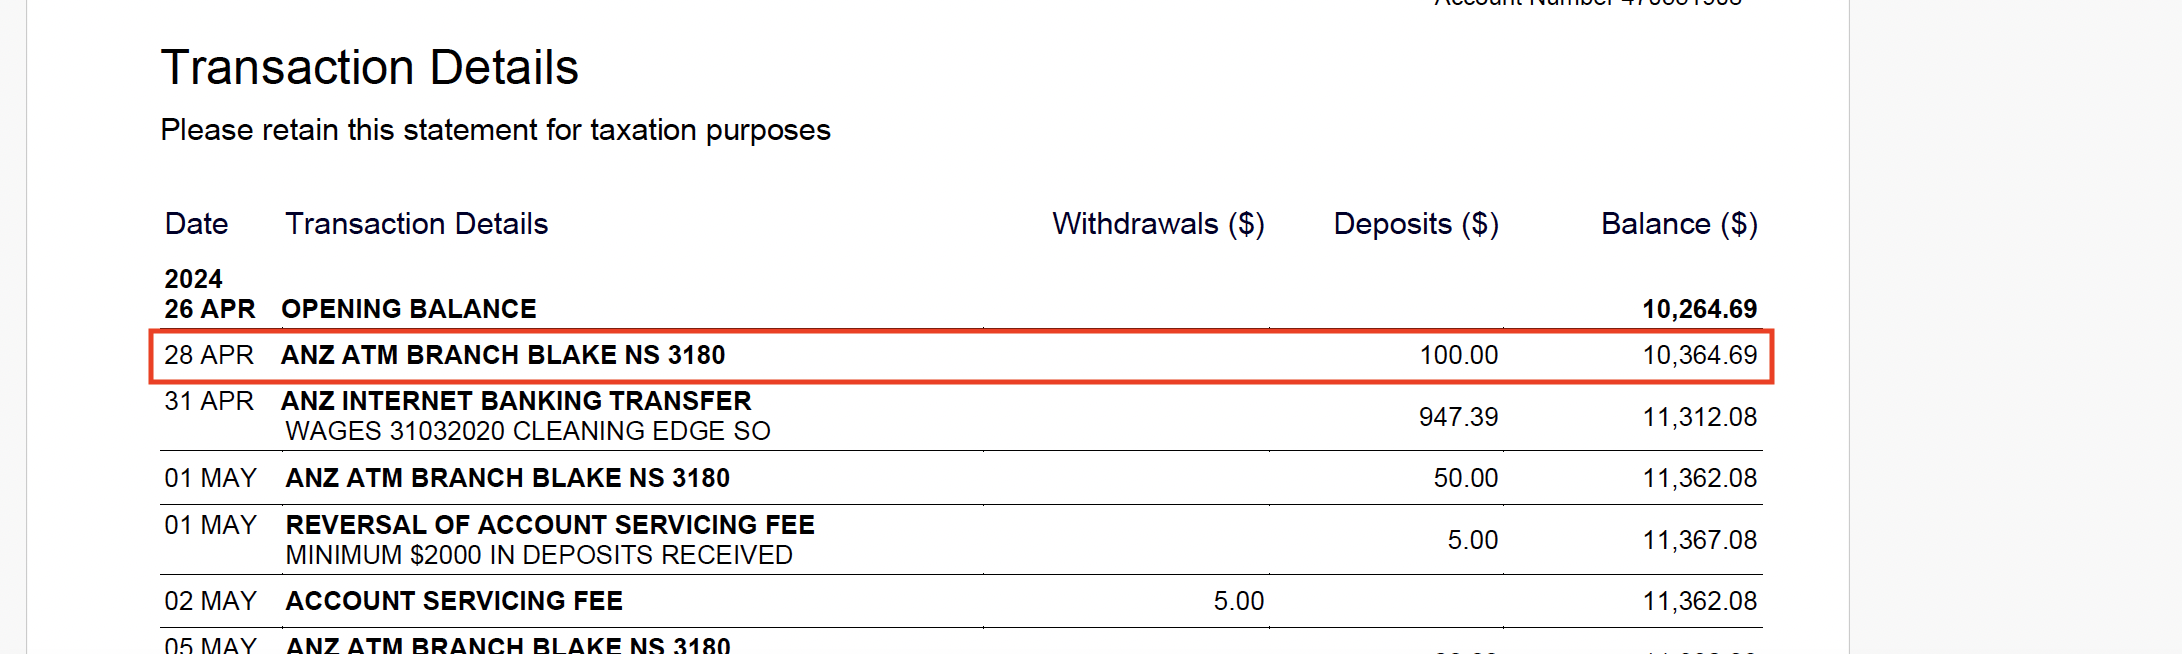 Transaction Details
Please retain this statement for taxation purposes
Date Transaction Details Withdrawals ($) Deposits ($) Balance ($)
2024
26 APR OPENING BALANCE 10,264.69
28 APR ANZ ATM BRANCH BLAKE NS 3180 100.00 10,364.69
31 APR ANZ INTERNET BANKING TRANSFER 947.39 11,312.08
WAGES 31032020 CLEANING EDGE SO
01 MAY ANZ ATM BRANCH BLAKE NS 3180 50.00 11,362.08
01 MAY REVERSAL OF ACCOUNT SERVICING FEE 5.00 11,367.08
MINIMUM $2000 IN DEPOSITS RECEIVED
02 MAY ACCOUNT SERVICING FEE 5.00 11,362.08
05 MAY ANZ ATM BRANCH BLAKE NS 3180